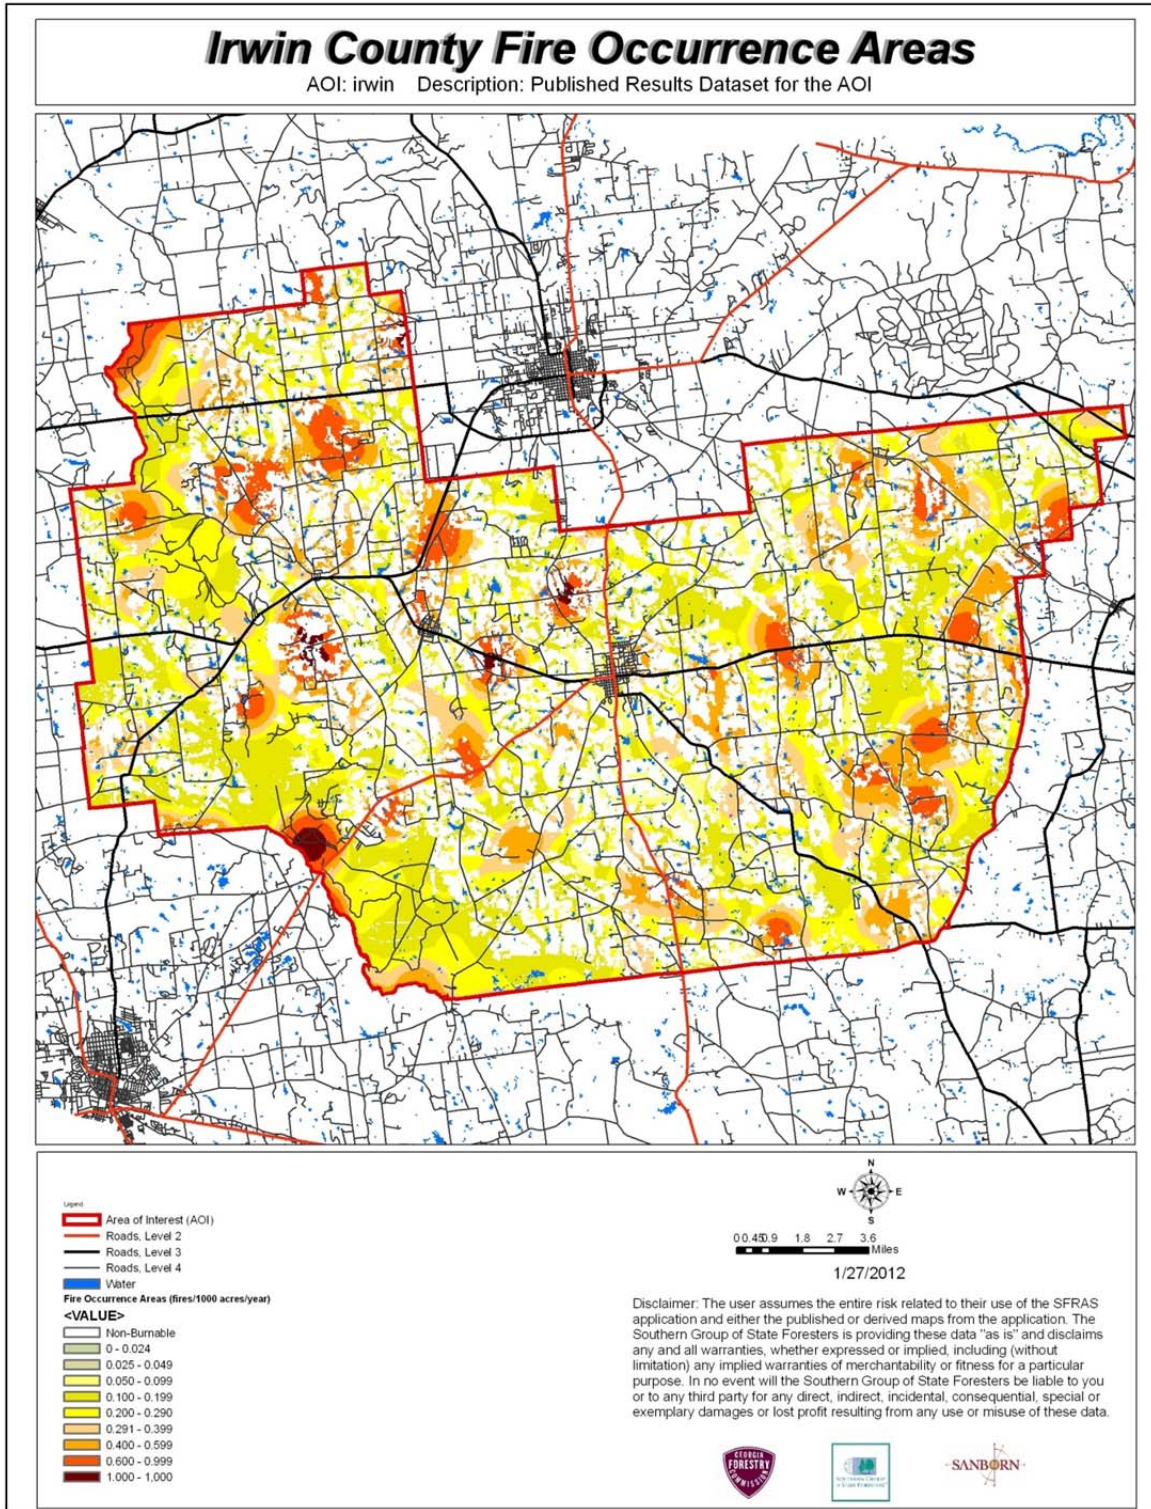 Irwin County Fire Occurrence Areas
AOI: irwin Description: Published Results Dataset for the AOI
Legend
Area of Interest (AOI)
Roads, Level 2
Roads, Level 3
Roads, Level 4
Water
Fire Occurrence Areas (fires/1000 acres/year)
<VALUE>
Non-Burnable
0 - 0.024
0.025 - 0.049
0.050 - 0.099
0.100 - 0.199
0.200 - 0.290
0.291 - 0.399
0.400 - 0.599
0.600 - 0.999
1.000 - 1,000
N
W
E
S
0 0.45 0.9 1.8 2.7 3.6
Miles
1/27/2012
Disclaimer: The user assumes the entire risk related to their use of the SFRAS
application and either the published or derived maps from the application. The
Southern Group of State Foresters is providing these data "as is" and disclaims
any and all warranties, whether expressed or implied, including (without
limitation) any implied warranties of merchantability or fitness for a particular
purpose. In no event will the Southern Group of State Foresters be liable to you
or to any third party for any direct, indirect, incidental, consequential, special or
exemplary damages or lost profit resulting from any use or misuse of these data.
GEORGIA
FORESTRY
COMMISSION
SOUTHERN GROUP
OF STATE FORESTERS
SANBORN